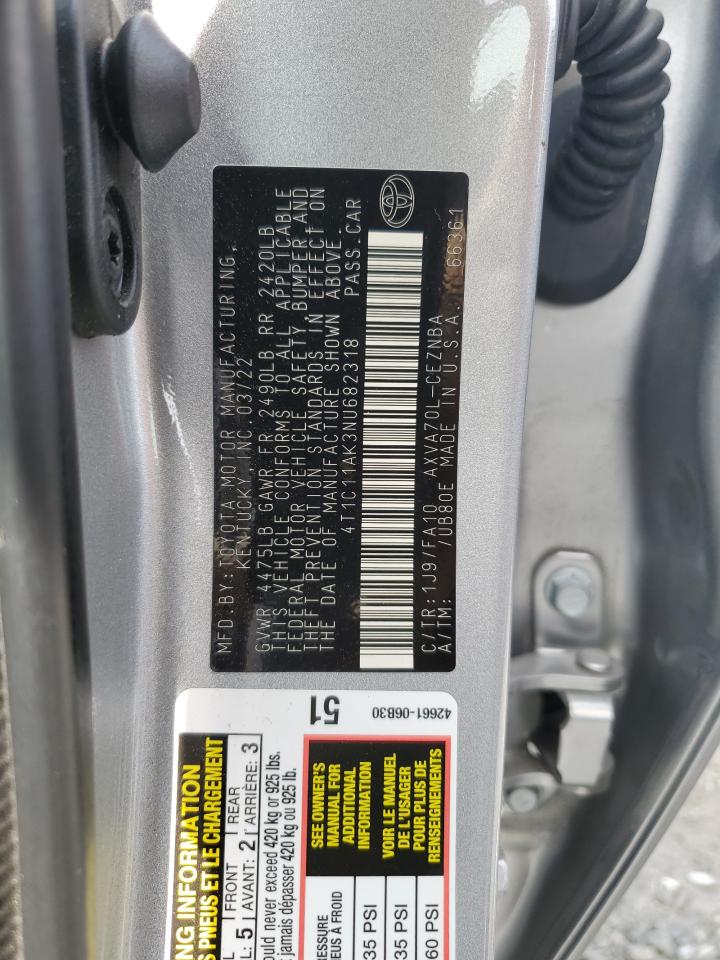 MFD.BY:TOYOTA MOTOR MANUFACTURING,
KENTUCKY, INC. 03/22
GVWR 4475LB GAWR FR 2490LB RR 2420LB
THIS VEHICLE CONFORMS TO ALL APPLICABLE
FEDERAL MOTOR VEHICLE SAFETY, BUMPER AND
THEFT PREVENTION STANDARDS IN EFFECT ON
THE DATE OF MANUFACTURE SHOWN ABOVE.
4T1C11AK3NU682318 PASS.CAR
C/TR:1J9/FA10 AXVA70L-CEZNBA
A/TM: /UB80E MADE IN U.S.A. 66361
51
42661-06B30
ING INFORMATION
S PNEUS ET LE CHARGEMENT
L: 5
FRONT
AVANT: 2
REAR
ARRIÈRE: 3
ould never exceed 420 kg or 925 lbs.
t jamais dépasser 420 kg ou 925 lb.
RESSURE
EUS À FROID
35 PSI
35 PSI
60 PSI
SEE OWNER'S
MANUAL FOR
ADDITIONAL
INFORMATION
VOIR LE MANUEL
DE L'USAGER
POUR PLUS DE
RENSEIGNEMENTS